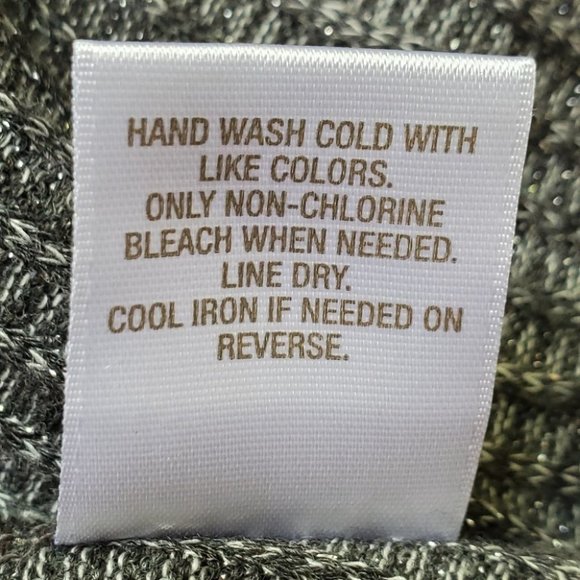 HAND WASH COLD WITH
LIKE COLORS.
ONLY NON-CHLORINE
BLEACH WHEN NEEDED.
LINE DRY.
COOL IRON IF NEEDED ON
REVERSE.